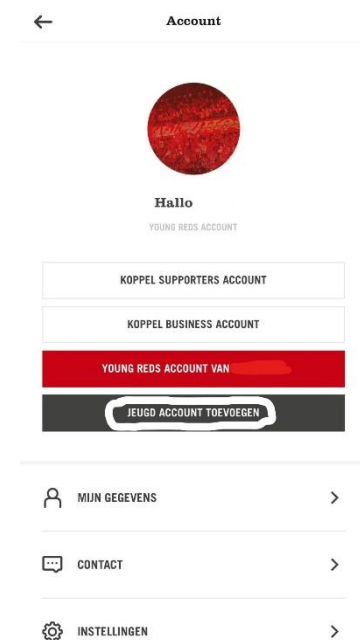 Account
Hallo
YOUNG REDS ACCOUNT
KOPPEL SUPPORTERS ACCOUNT
KOPPEL BUSINESS ACCOUNT
YOUNG REDS ACCOUNT VAN
JEUGD ACCOUNT TOEVOEGEN
MIJN GEGEVENS
CONTACT
INSTELLINGEN